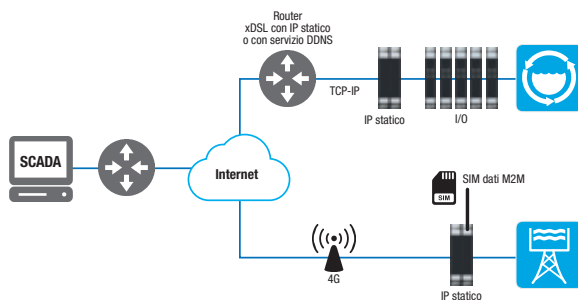 Router
xDSL con IP statico
o con servizio DDNS
TCP-IP
IP statico
I/O
SCADA
Internet
SIM dati M2M
SIM
4G
IP statico